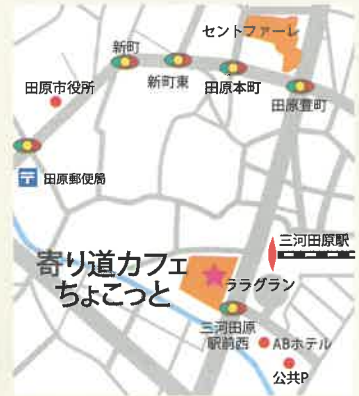 セントファーレ
新町
新町東
田原本町
田原市役所
田原萱町
田原郵便局
三河田原駅
寄り道カフェ
ちょこっと
ララグラン
三河田原
駅前西
ABホテル
公共P